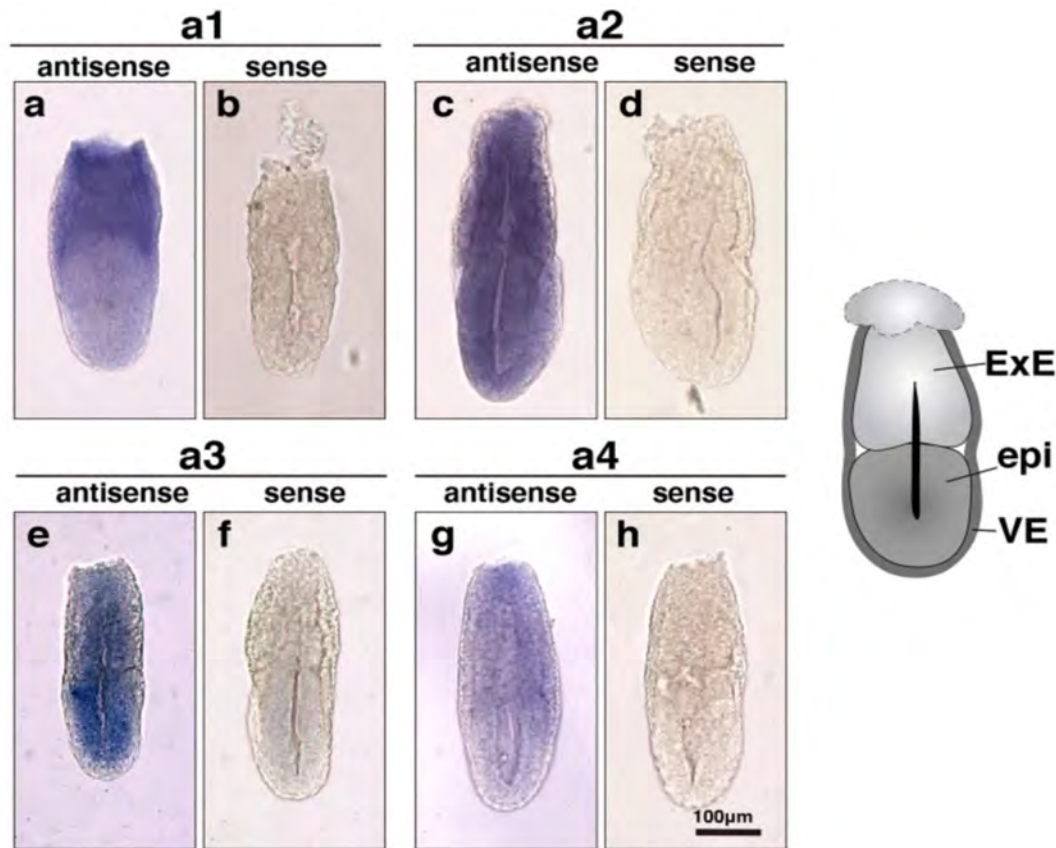 a1 a2
antisense sense antisense sense
a b c d
ExE
epi
VE
a3 a4
antisense sense antisense sense
e f g h
100µm